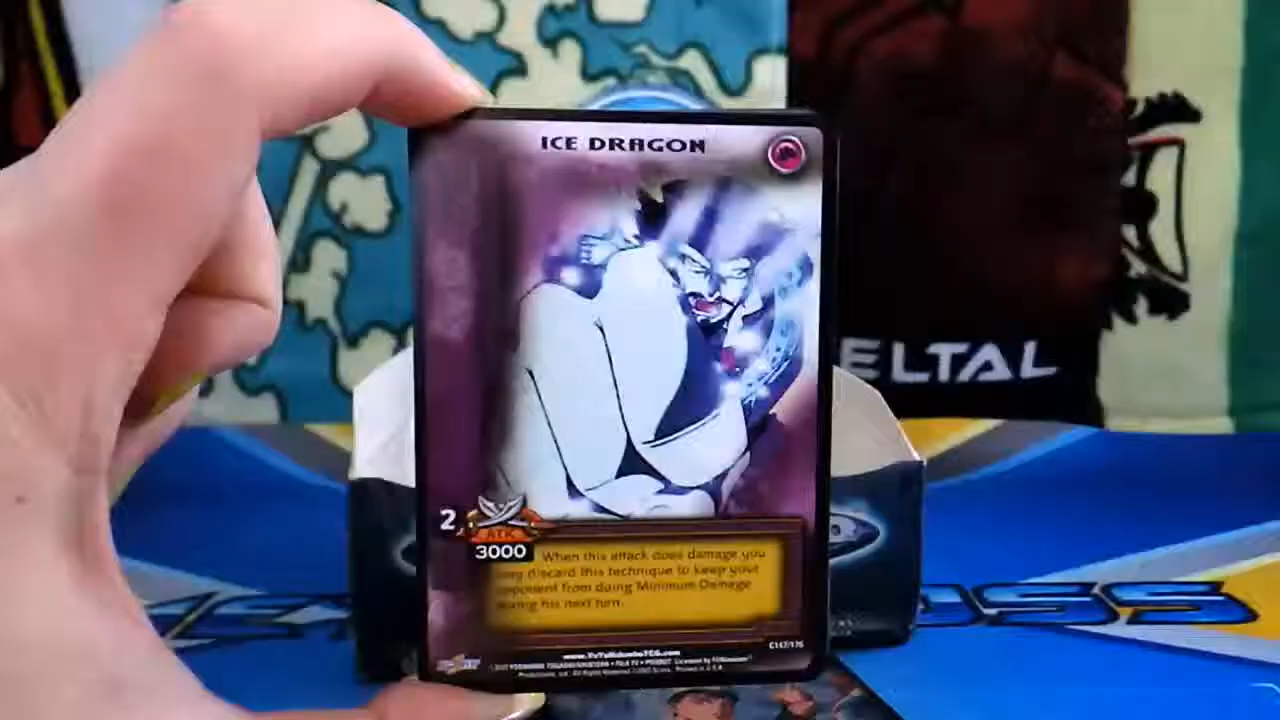 ICE DRAGON
ELTAL
2
ATK
3000
When this attack does damage you
may discard this technique to keep your
opponent from doing Minimum Damage
during his next turn.
www.YuYuHakushoTCG.com
C147/176